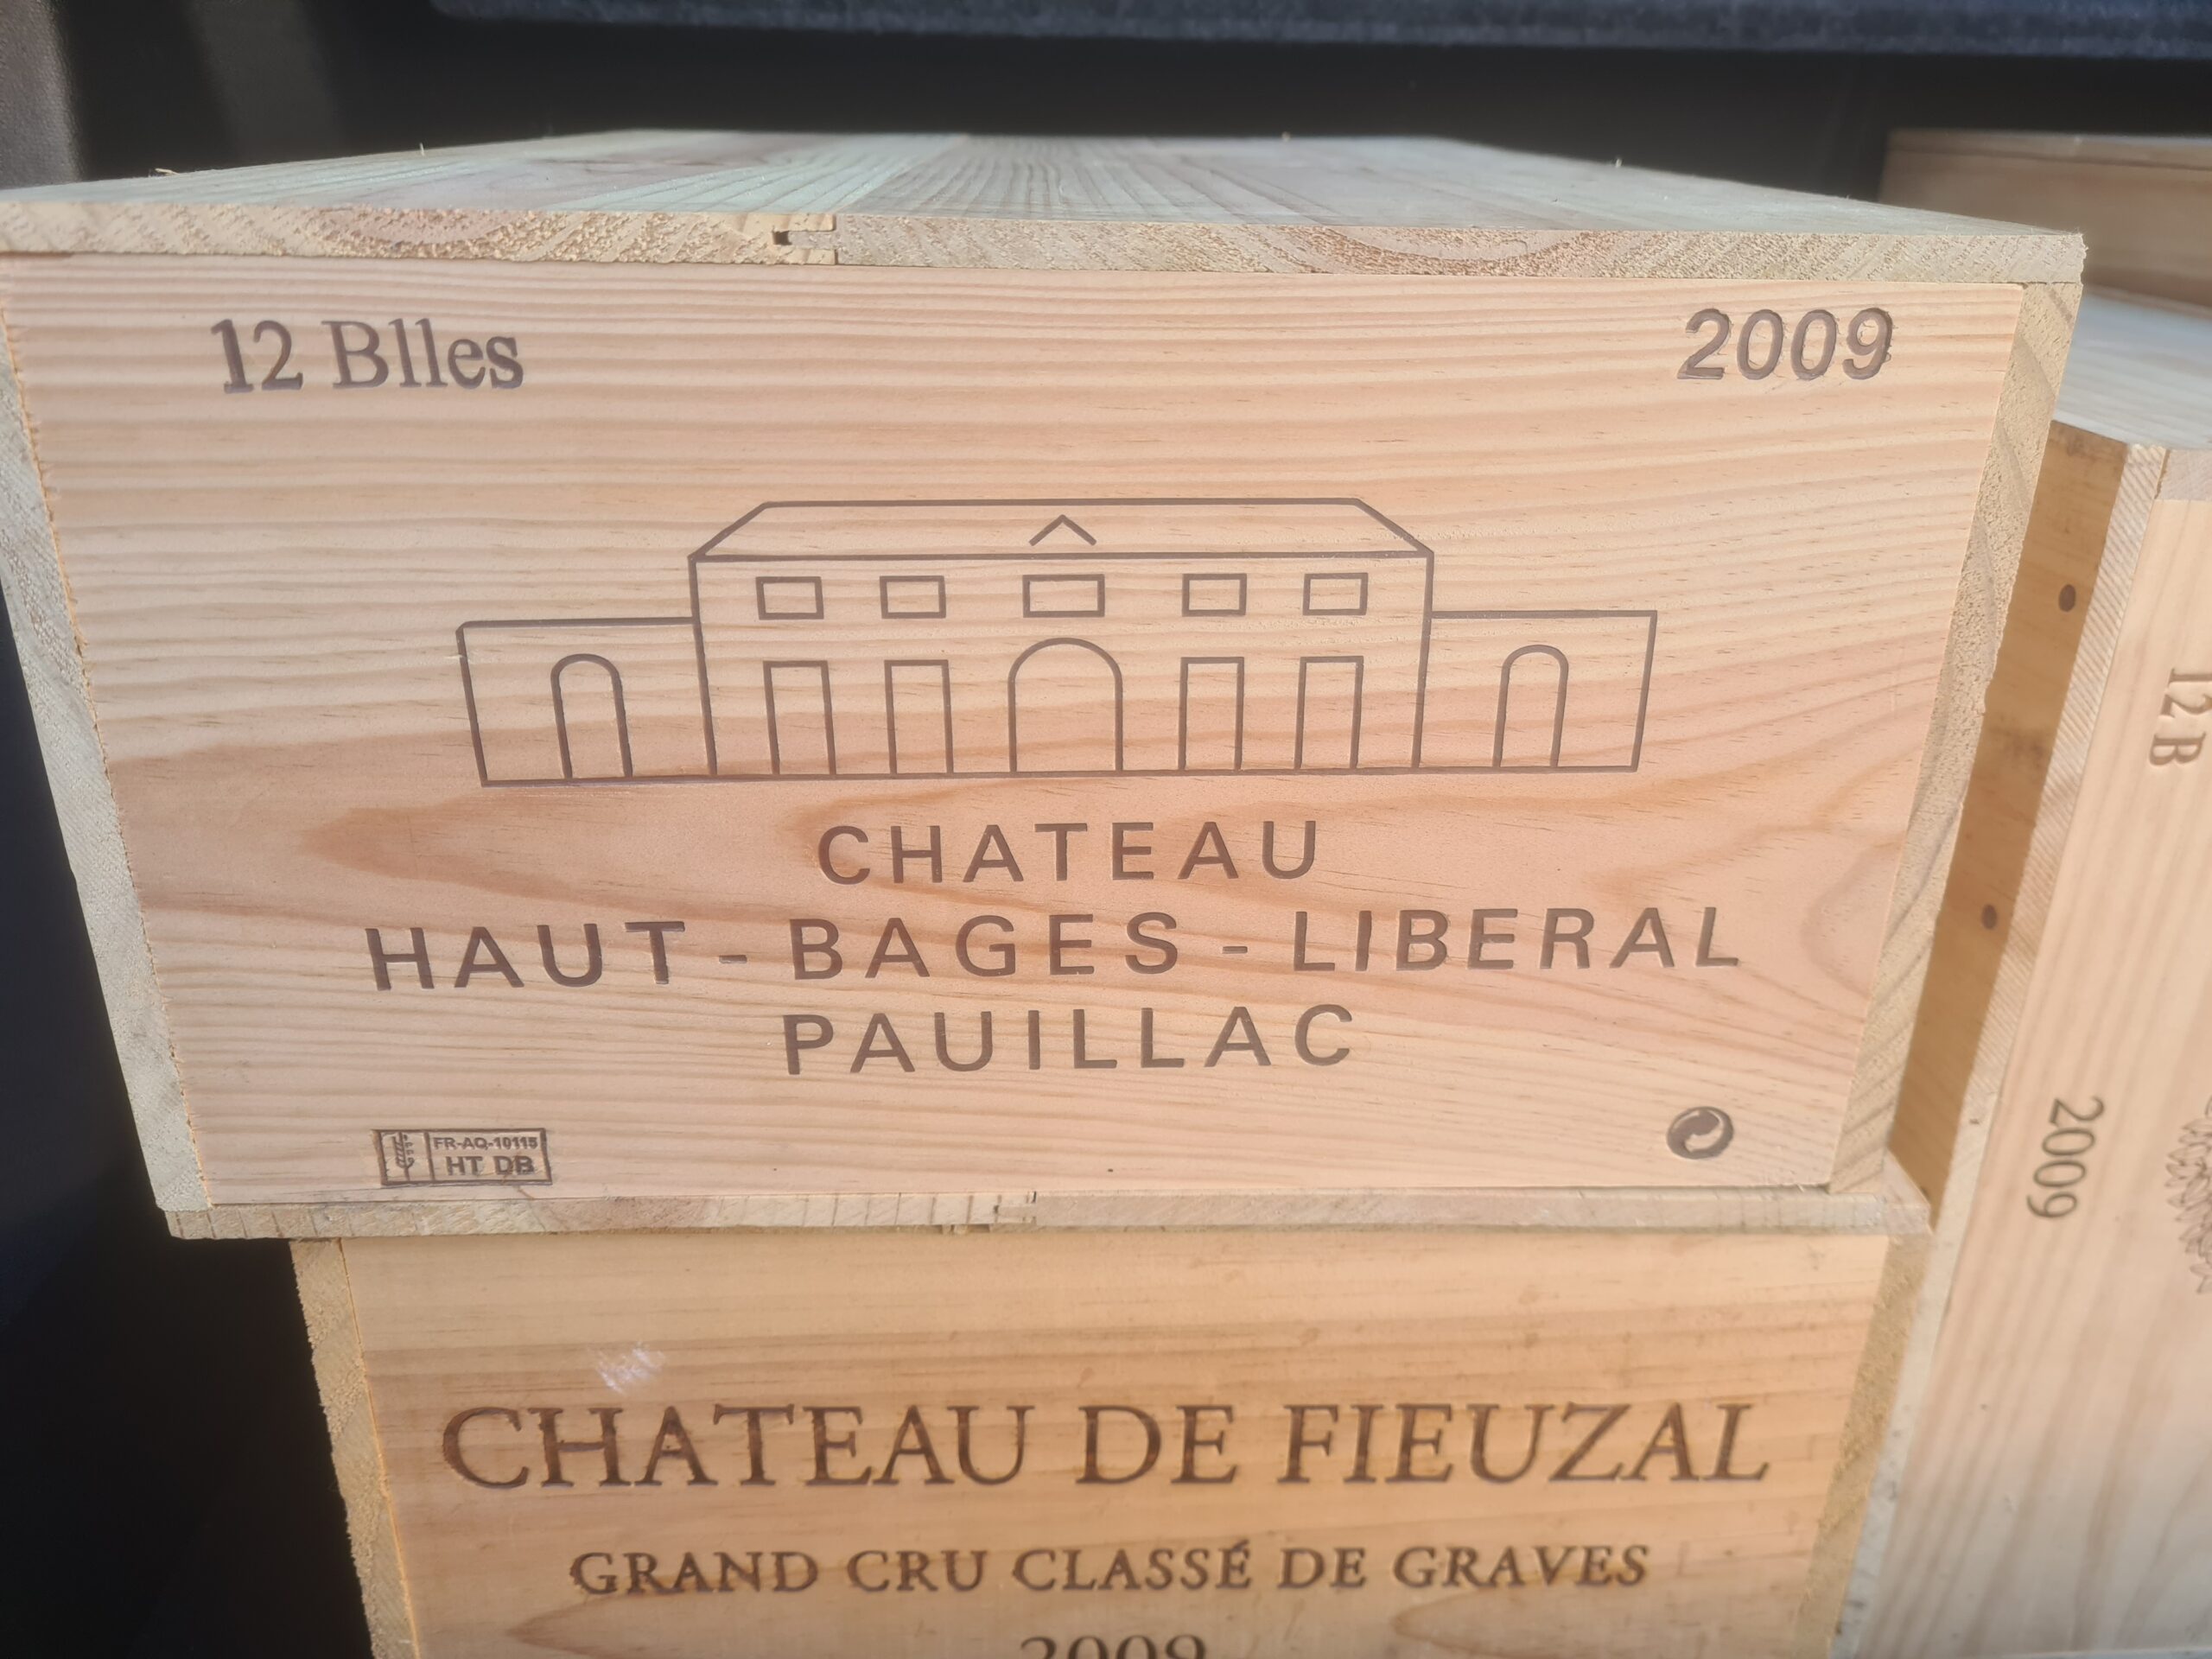 12 Blles
2009
CHATEAU
HAUT - BAGES - LIBERAL
PAUILLAC
FR-AQ-10115
HT DB
CHATEAU DE FIEUZAL
GRAND CRU CLASSÉ DE GRAVES
2009
12 B
2009